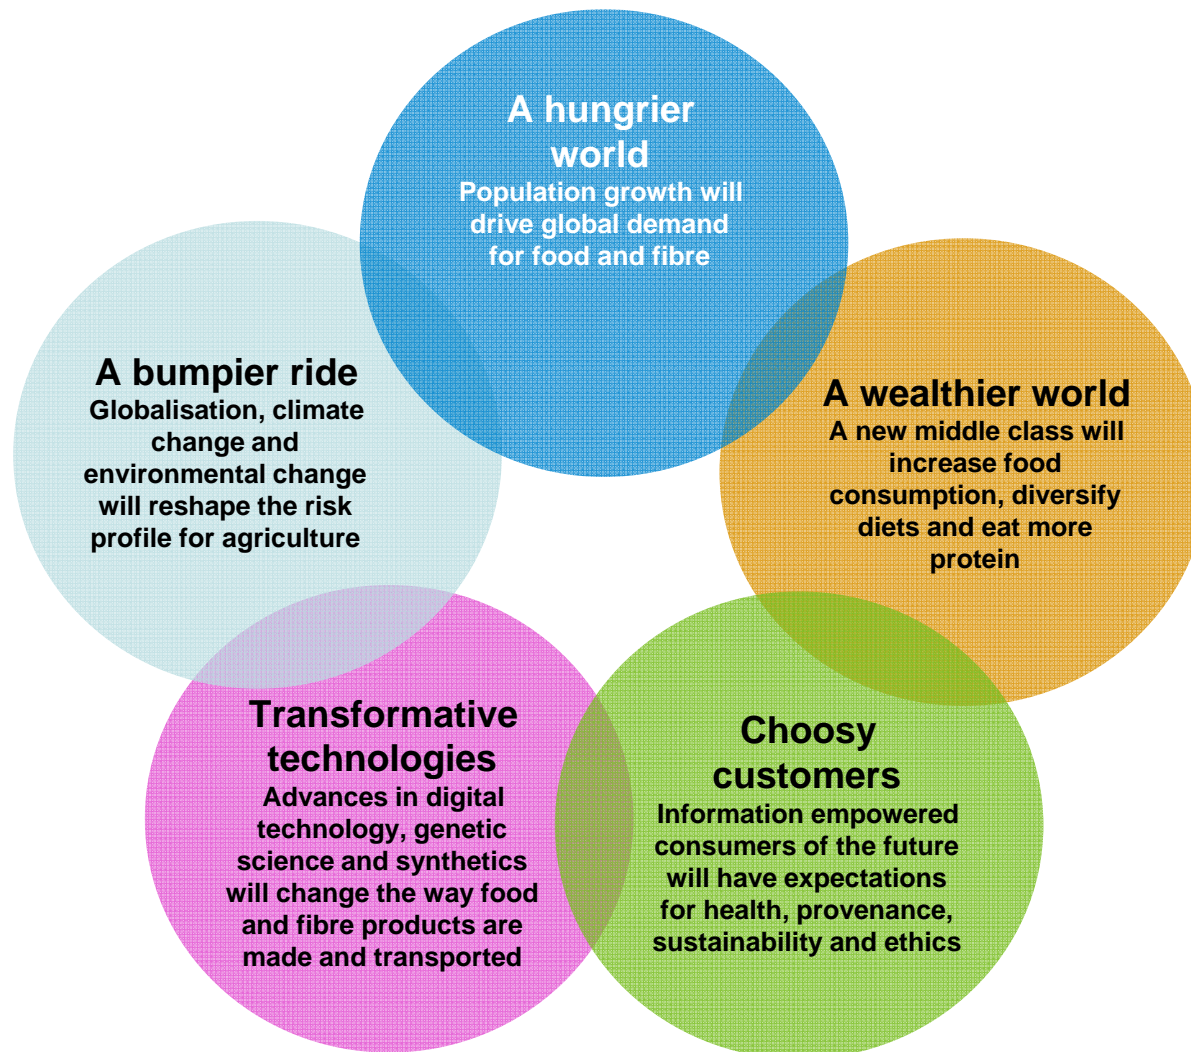 A hungrier
world
Population growth will
drive global demand
for food and fibre
A bumpier ride
Globalisation, climate
change and
environmental change
will reshape the risk
profile for agriculture
A wealthier world
A new middle class will
increase food
consumption, diversify
diets and eat more
protein
Transformative
technologies
Advances in digital
technology, genetic
science and synthetics
will change the way food
and fibre products are
made and transported
Choosy
customers
Information empowered
consumers of the future
will have expectations
for health, provenance,
sustainability and ethics